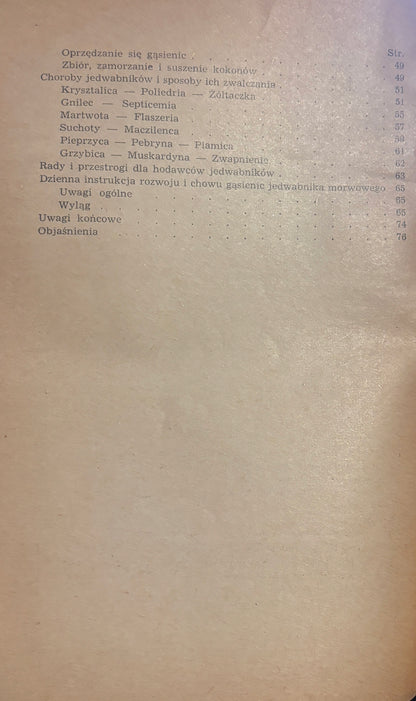 Str.
Oprzędzanie się gąsienic 49
Zbiór, zamorzanie i suszenie kokonów 49
Choroby jedwabników i sposoby ich zwalczania 51
Krysztalica — Poliedria — Żółtaczka 51
Gnilec — Septicemia 55
Martwota — Flaszeria 57
Suchoty — Maczilenca
Pieprzyca — Pebryna — Plamica 61
Grzybica — Muskardyna — Zwapnienie 62
Rady i przestrogi dla hodawców jedwabników 63
Dzienna instrukcja rozwoju i chowu gąsienic jedwabnika morwowego 65
Uwagi ogólne 65
Wyląg 65
Uwagi końcowe 74
Objaśnienia 76